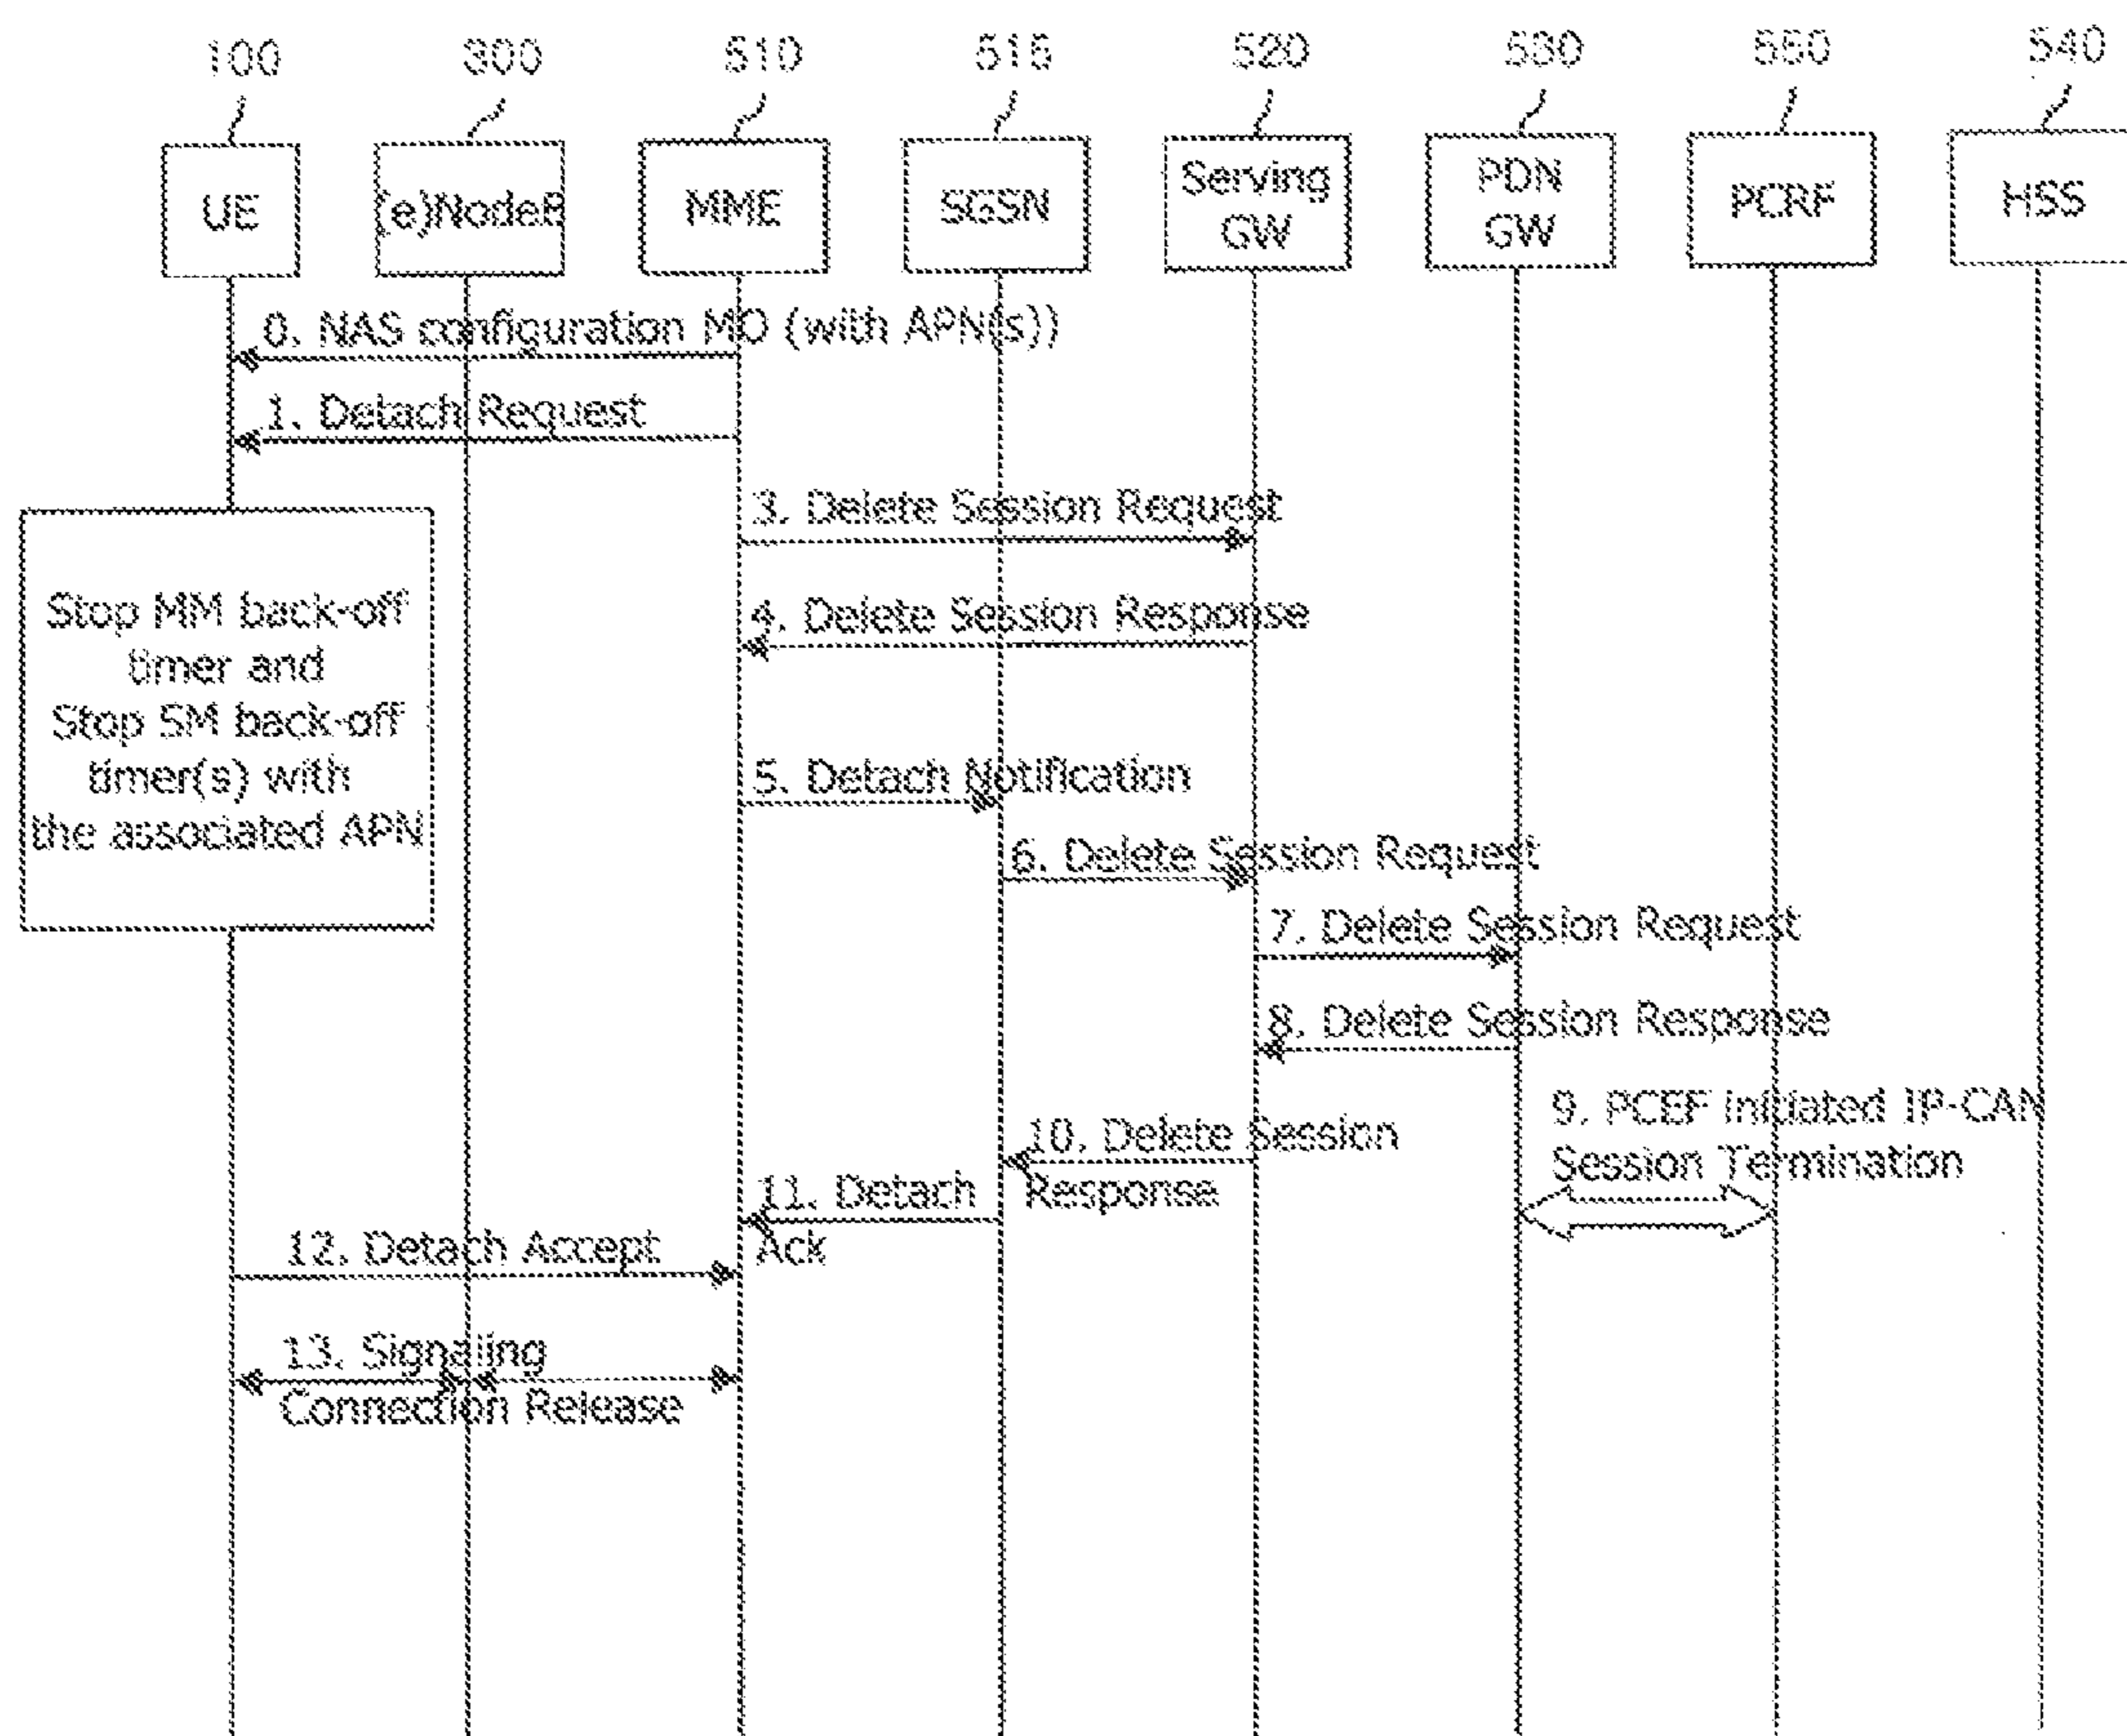 100 300 510 515 520 530 550 540
UE (e)NodeB MME SGSN Serving GW PDN GW PCRF HSS
0. NAS configuration MO (with APN(s))
1. Detach Request
3. Delete Session Request
Stop MM back-off
timer and
Stop SM back-off
timer(s) with
the associated APN
4. Delete Session Response
5. Detach Notification
6. Delete Session Request
7. Delete Session Request
8. Delete Session Response
9. PCEF Initiated IP-CAN
Session Termination
10. Delete Session
Response
11. Detach
Ack
12. Detach Accept
13. Signaling
Connection Release